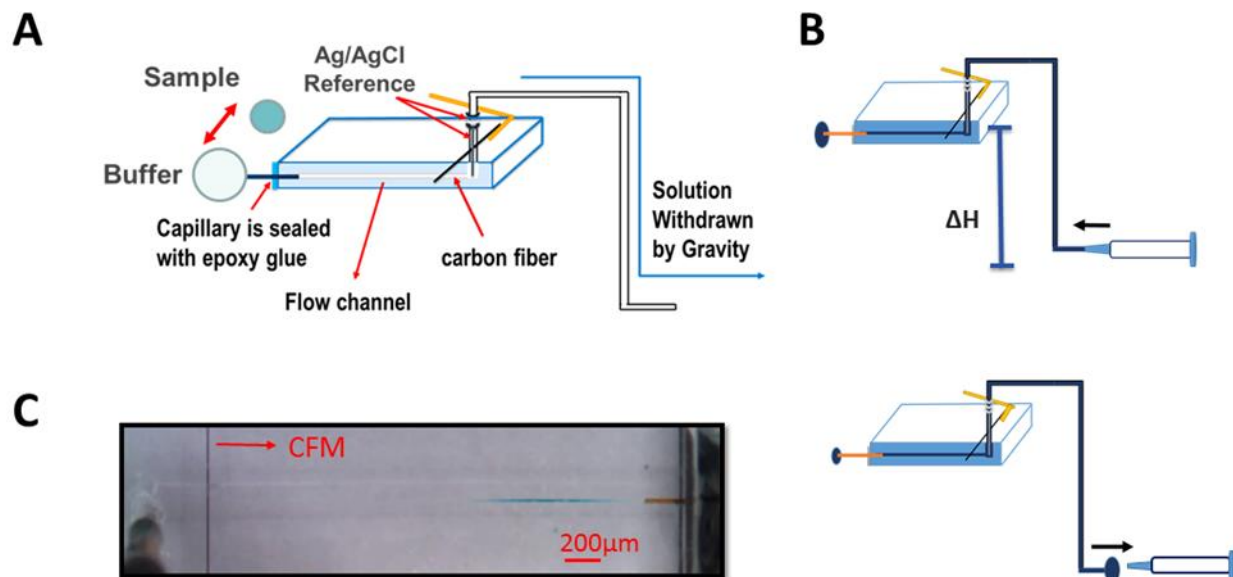 A
Sample
Ag/AgCl
Reference
Buffer
Capillary is sealed
with epoxy glue
carbon fiber
Flow channel
Solution
Withdrawn
by Gravity
B
ΔH
C
CFM
200μm